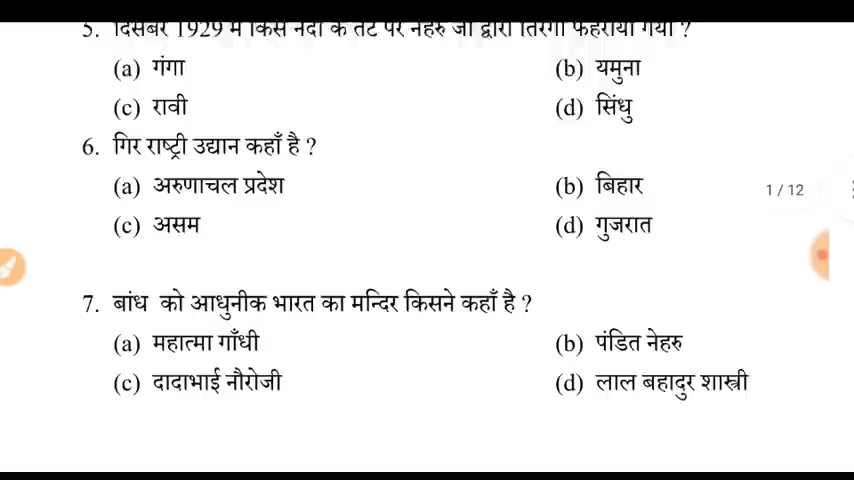 5. दिसंबर 1929 में किस नदी के तट पर नेहरु जी द्वारा तिरंगा फहराया गया ?
(a) गंगा (b) यमुना
(c) रावी (d) सिंधु
6. गिर राष्ट्री उद्यान कहाँ है ?
(a) अरुणाचल प्रदेश (b) बिहार
1 / 12
(c) असम (d) गुजरात
7. बांध को आधुनीक भारत का मन्दिर किसने कहाँ है ?
(a) महात्मा गाँधी (b) पंडित नेहरु
(c) दादाभाई नौरोजी (d) लाल बहादुर शास्त्री